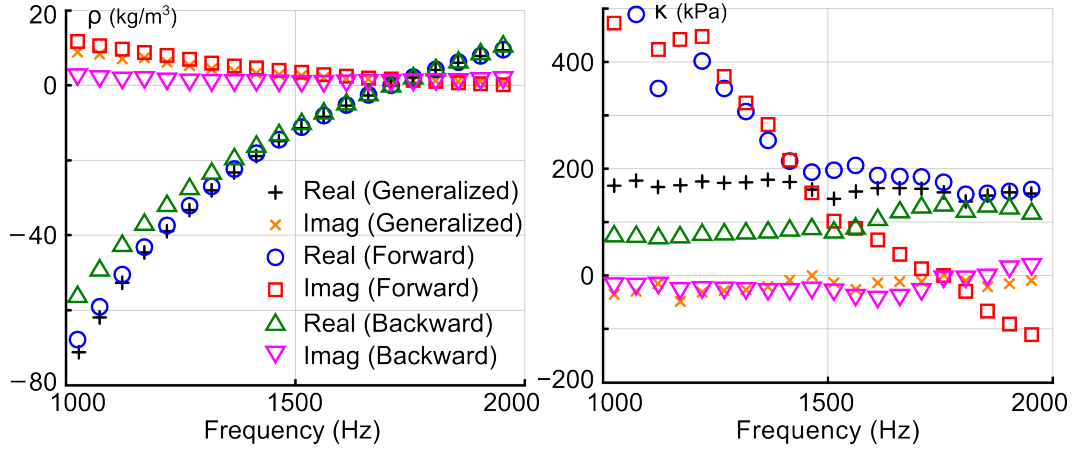 ρ (kg/m³)
20
0
−40
−80
1000
1500
2000
Frequency (Hz)
Real (Generalized)
Imag (Generalized)
Real (Forward)
Imag (Forward)
Real (Backward)
Imag (Backward)
κ (kPa)
400
200
0
−200
1000
1500
2000
Frequency (Hz)